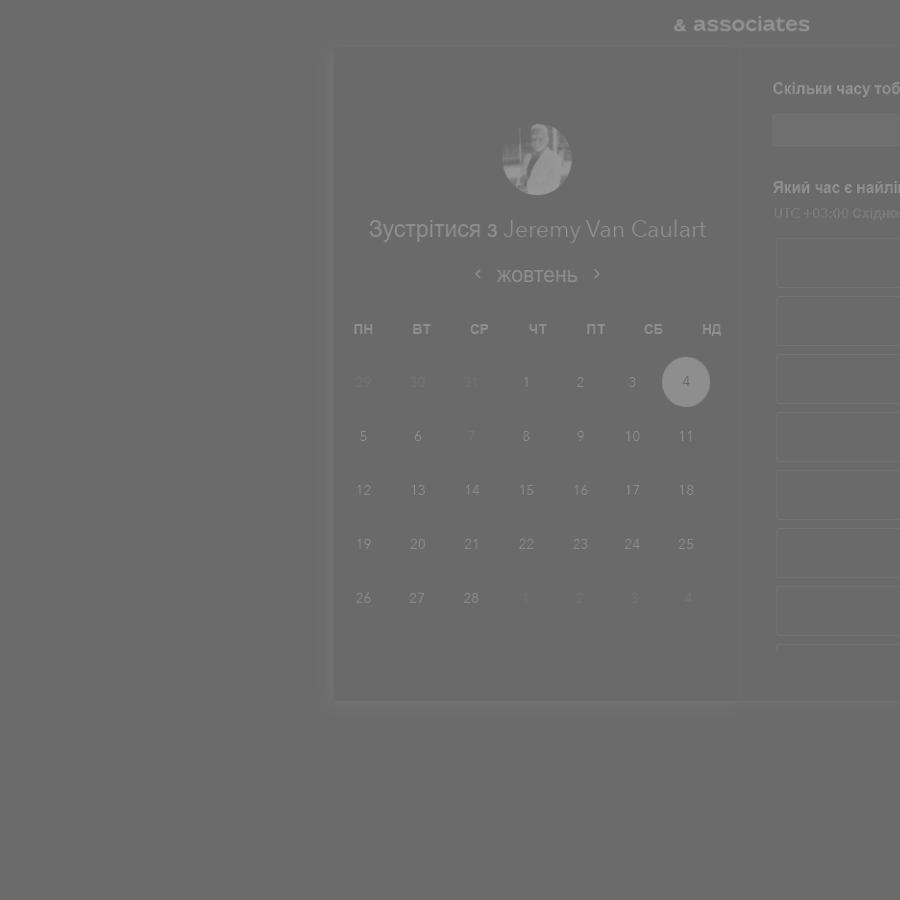 & associates
Зустрітися з Jeremy Van Caulart
жовтень
ПН ВТ СР ЧТ ПТ СБ НД
29 30 31 1 2 3 4
5 6 7 8 9 10 11
12 13 14 15 16 17 18
19 20 21 22 23 24 25
26 27 28 1 2 3 4
Скільки часу тоб
Який час є найлі
UTC +03:00 Східно